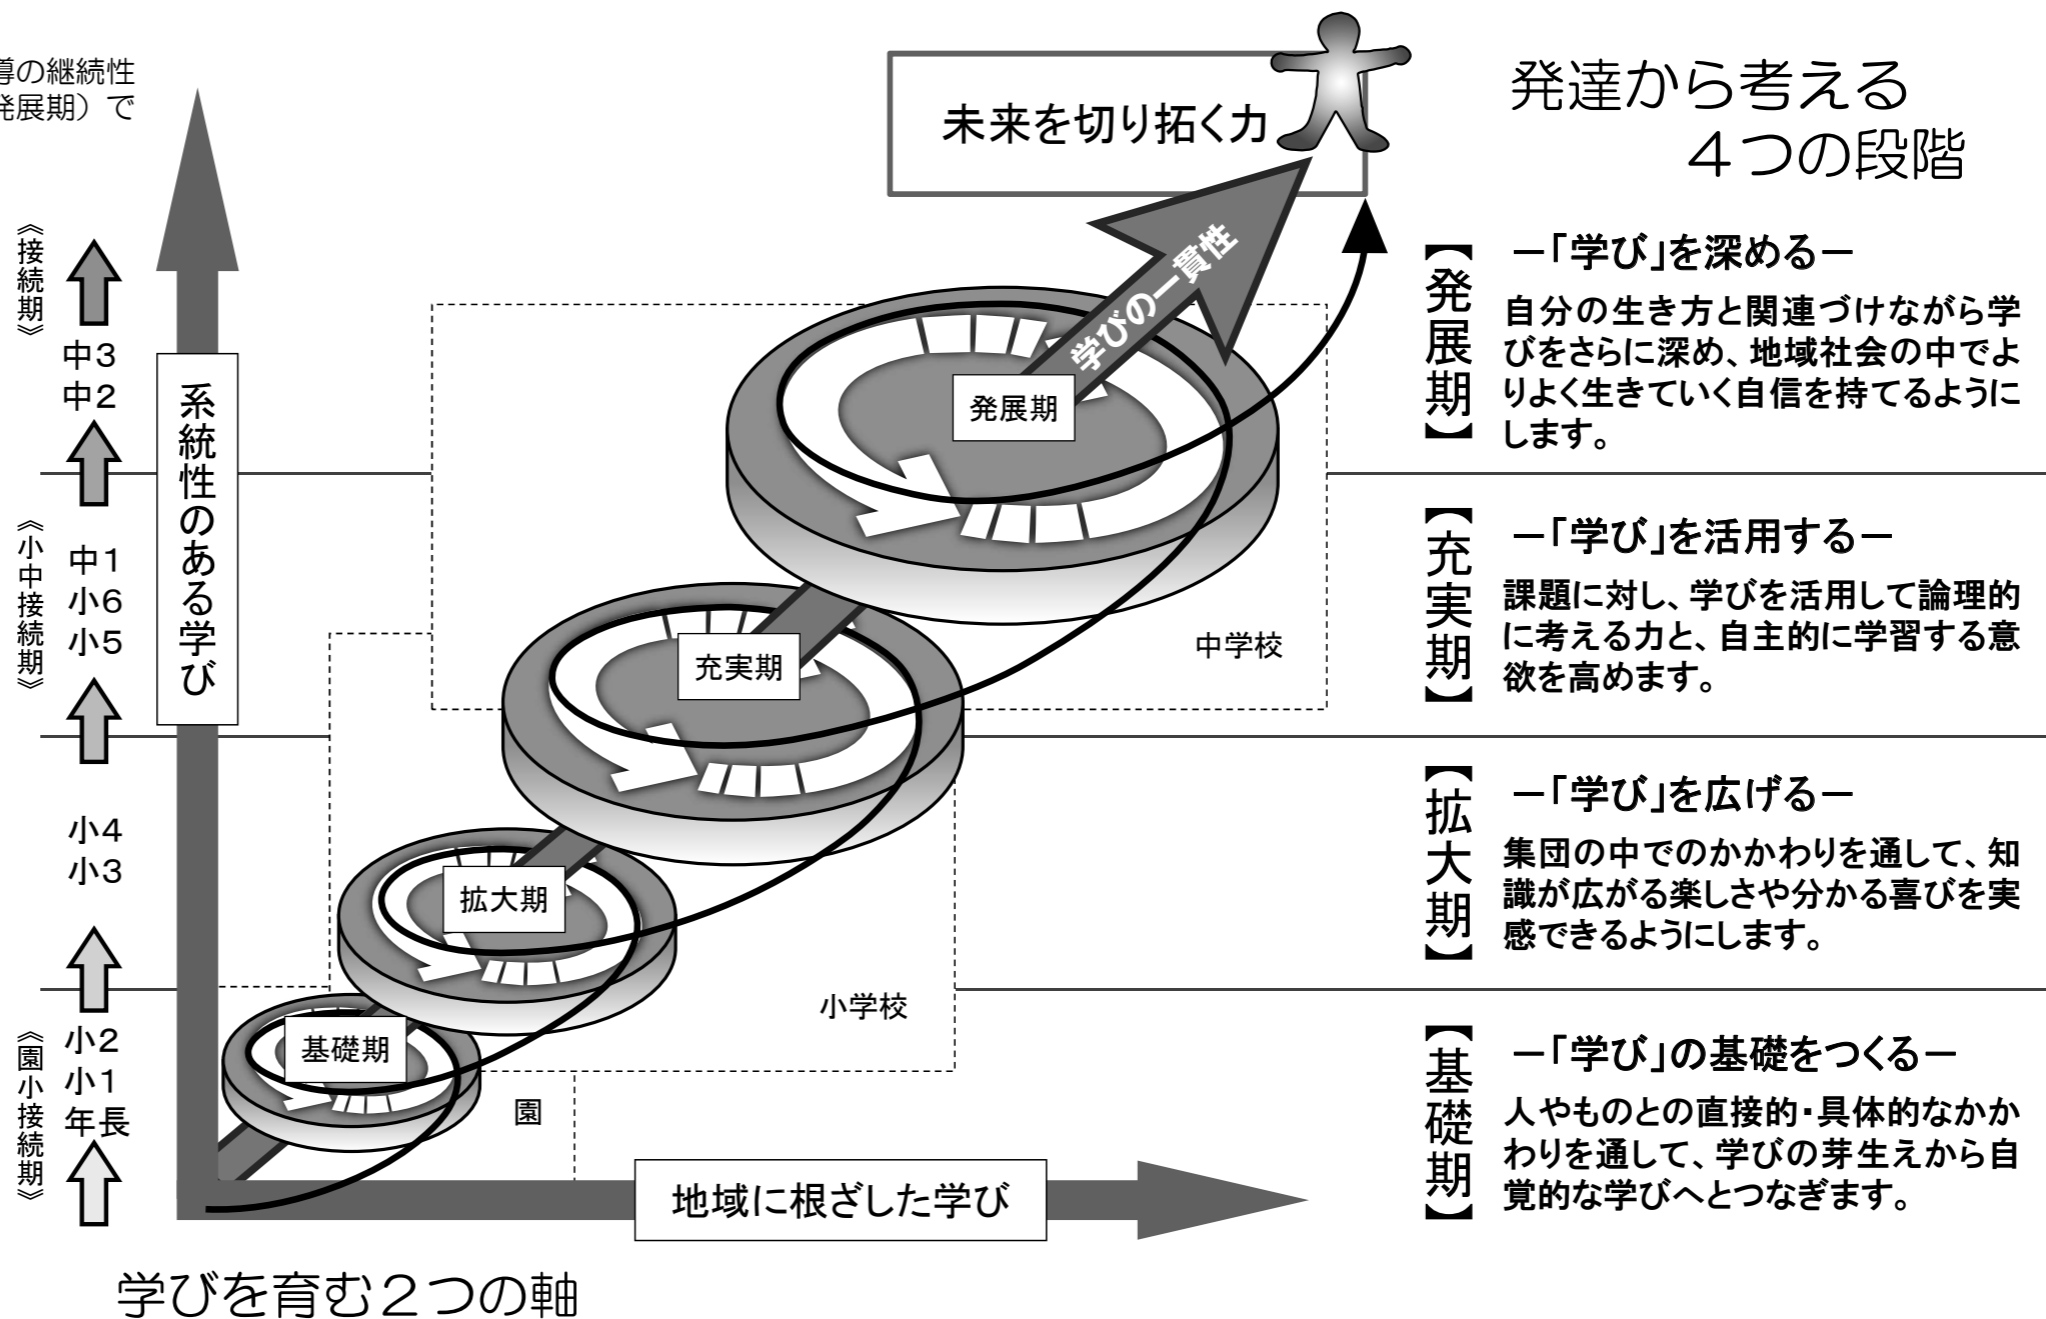 導の継続性
発展期）で
未来を切り拓く力
発達から考える
４つの段階
学びの一貫性
《接続期》
中３
中２
《小中接続期》
中１
小６
小５
小４
小３
《園小接続期》
小２
小１
年長
系統性のある学び
発展期
充実期
拡大期
基礎期
中学校
小学校
園
地域に根ざした学び
学びを育む２つの軸
【発展期】
－「学び」を深める－
自分の生き方と関連づけながら学
びをさらに深め、地域社会の中でよ
りよく生きていく自信を持てるように
します。
【充実期】
－「学び」を活用する－
課題に対し、学びを活用して論理的
に考える力と、自主的に学習する意
欲を高めます。
【拡大期】
－「学び」を広げる－
集団の中でのかかわりを通して、知
識が広がる楽しさや分かる喜びを実
感できるようにします。
【基礎期】
－「学び」の基礎をつくる－
人やものとの直接的・具体的なかか
わりを通して、学びの芽生えから自
覚的な学びへとつなぎます。